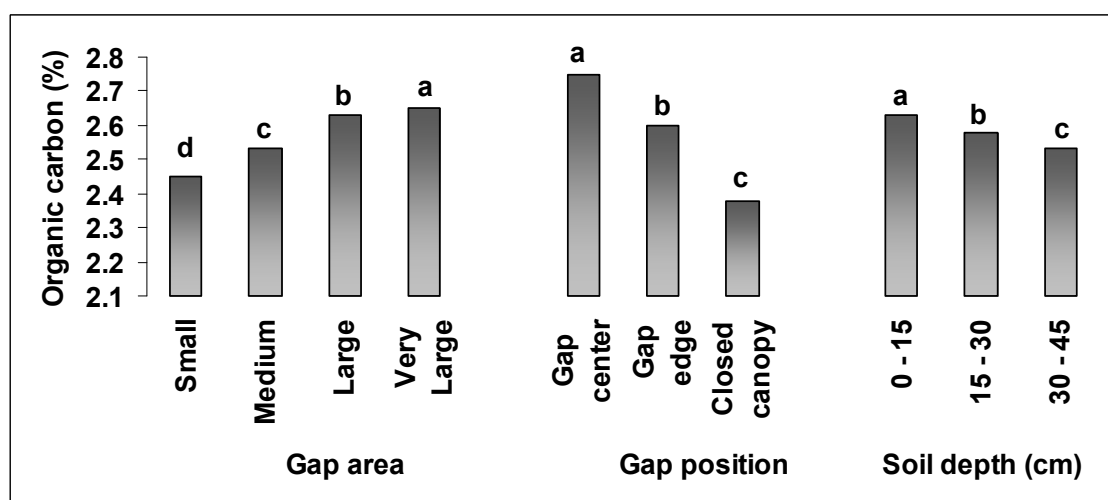 Organic carbon (%)
2.8
2.7
2.6
2.5
2.4
2.3
2.2
2.1
d
c
b
a
a
b
c
a
b
c
Small
Medium
Large
Very
Large
Gap
center
Gap
edge
Closed
canopy
0 - 15
15 - 30
30 - 45
Gap area
Gap position
Soil depth (cm)